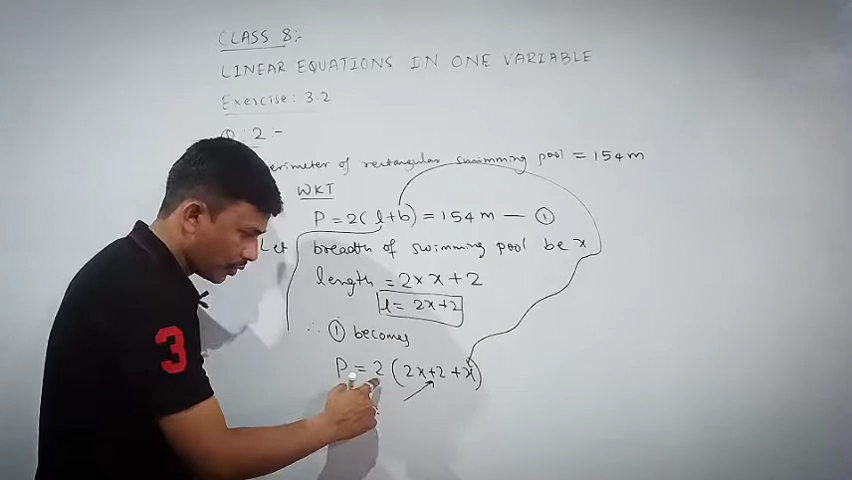 CLASS 8:-
LINEAR EQUATIONS IN ONE VARIABLE
Exercise: 3.2
Q: 2 -
erimeter of rectangular swimming pool = 154 m
WKT
P = 2( l + b) = 154 m — ①
Let breadth of swimming pool be x
length = 2 × x + 2
l = 2x+2
∴ ① becomes
P = 2 (2x+2 + x)
3